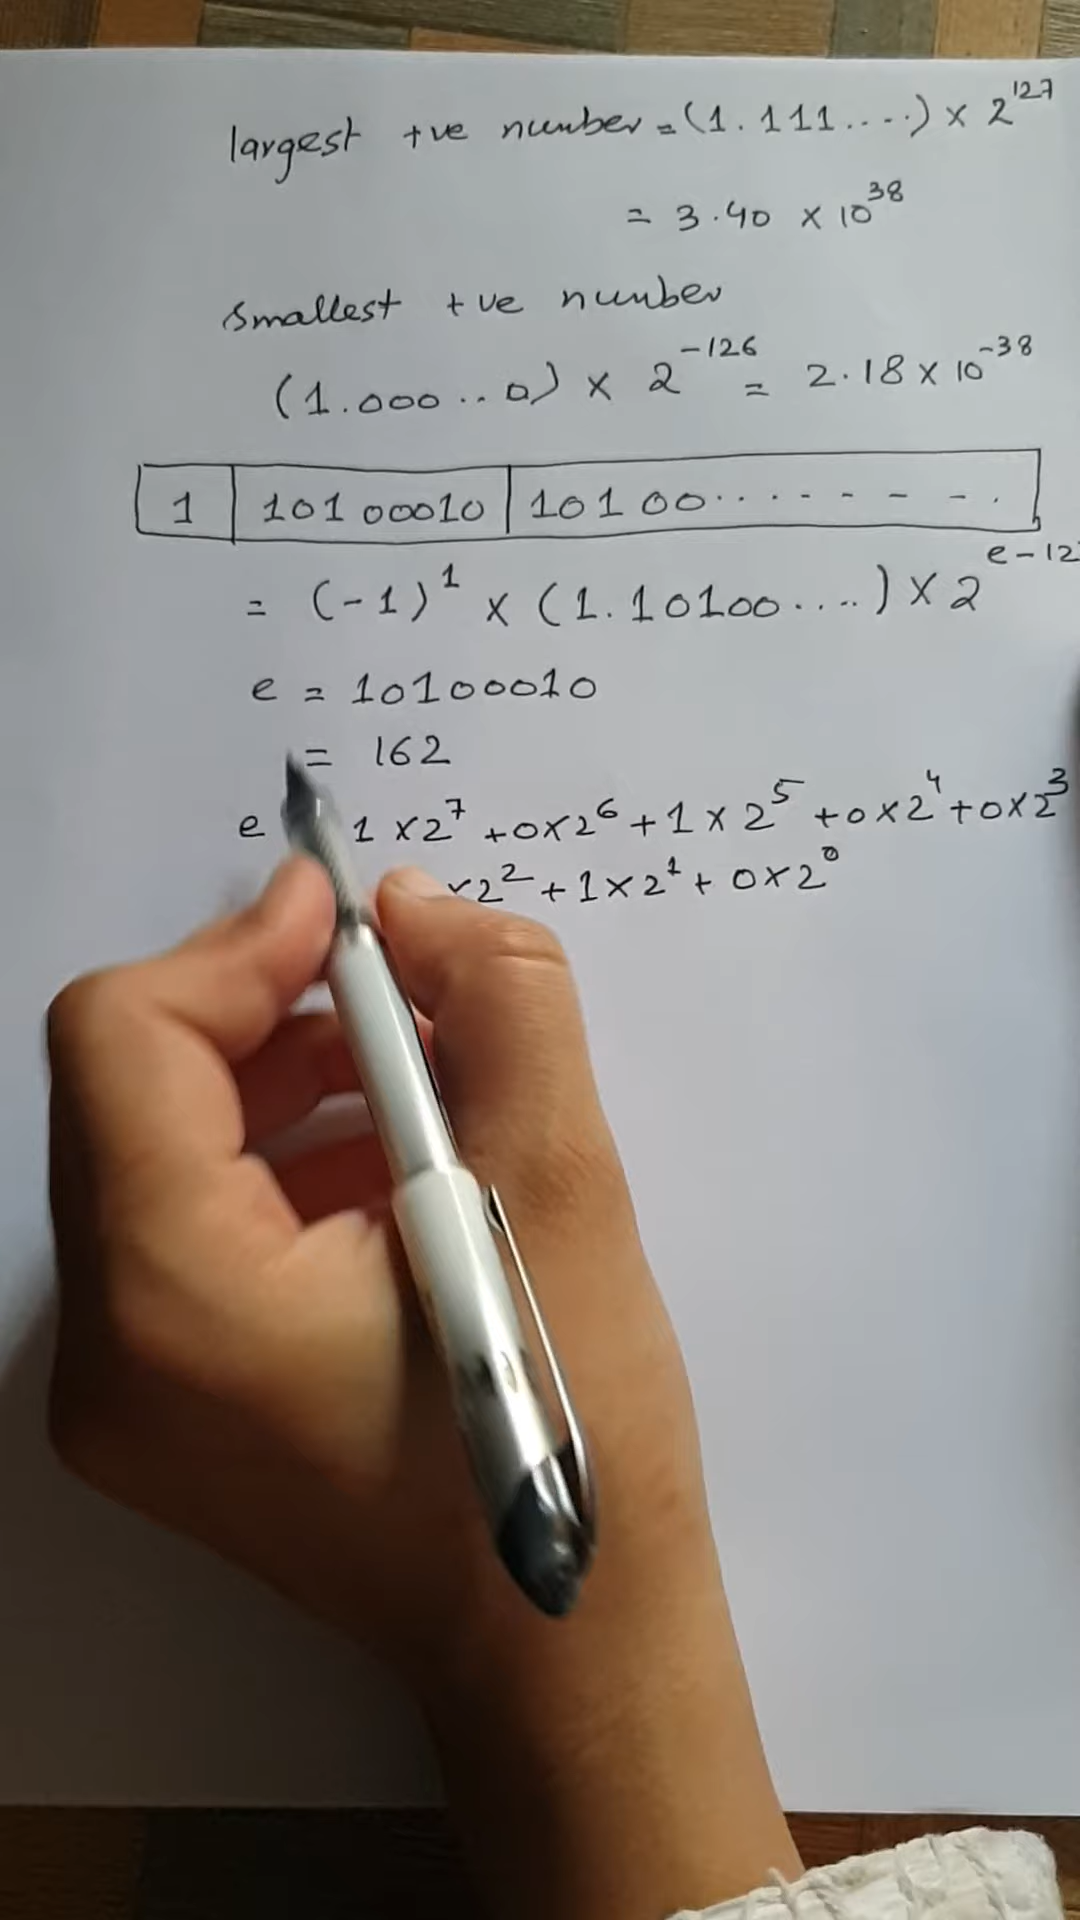 largest +ve number = (1.111....) × 2^127
= 3.40 × 10^38
smallest +ve number
(1.000..0) × 2^-126 = 2.18 × 10^-38
1 | 10100010 | 10100.........
= (-1)^1 × (1.10100....) × 2^e-12
e = 10100010
= 162
e 1×2^7 +0×2^6 +1×2^5 +0×2^4 +0×2^3
×2^2 +1×2^1 + 0×2^0